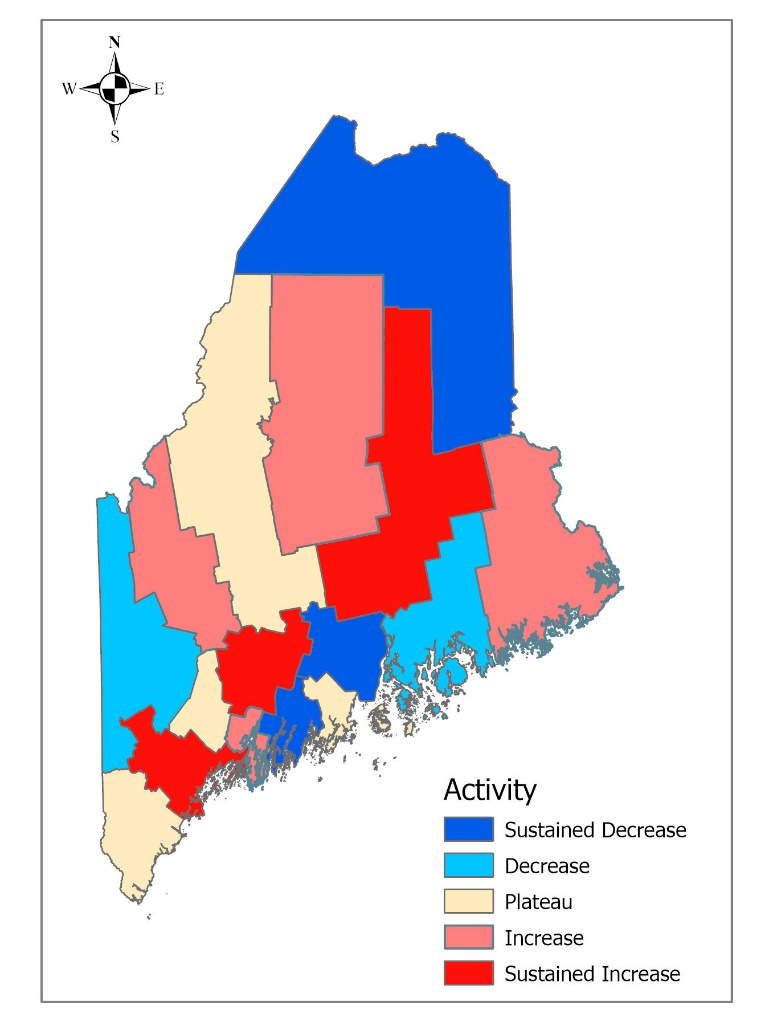 N
W E
S
Activity
Sustained Decrease
Decrease
Plateau
Increase
Sustained Increase